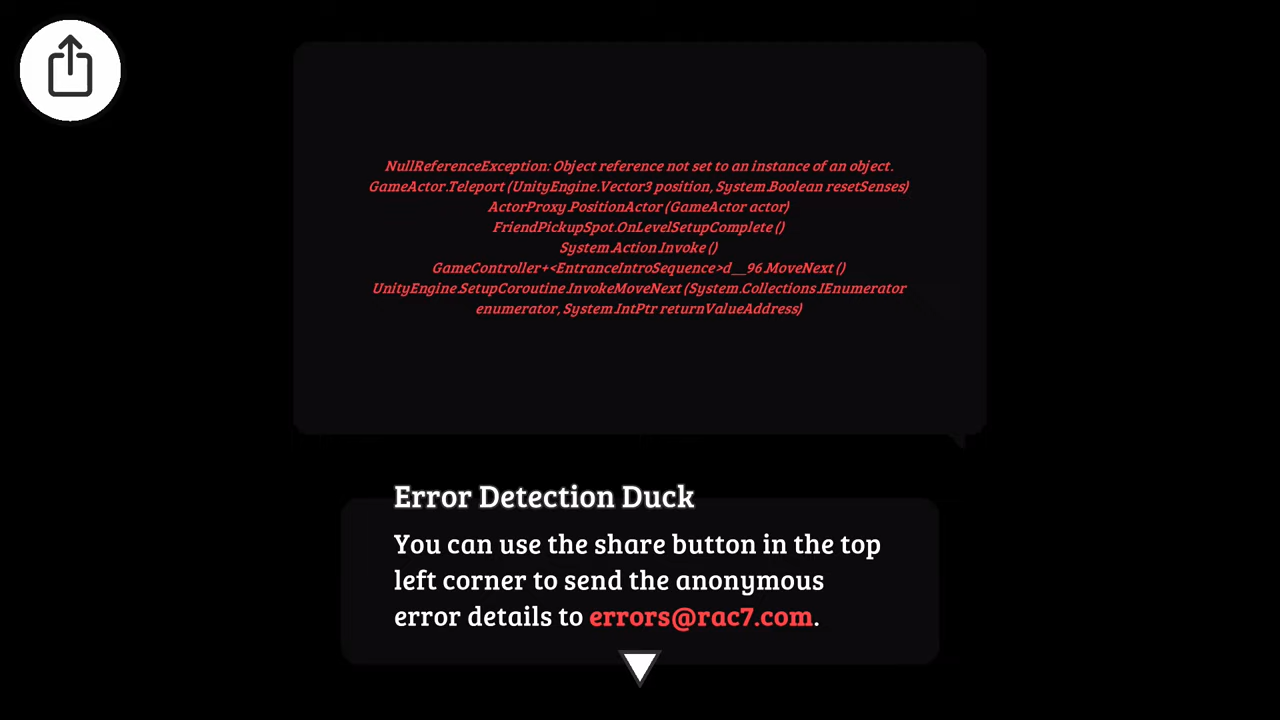 NullReferenceException: Object reference not set to an instance of an object.
GameActor.Teleport (UnityEngine.Vector3 position, System.Boolean resetSenses)
ActorProxy.PositionActor (GameActor actor)
FriendPickupSpot.OnLevelSetupComplete ()
System.Action.Invoke ()
GameController+<EntranceIntroSequence>d__96.MoveNext ()
UnityEngine.SetupCoroutine.InvokeMoveNext (System.Collections.IEnumerator
enumerator, System.IntPtr returnValueAddress)
Error Detection Duck
You can use the share button in the top
left corner to send the anonymous
error details to errors@rac7.com.